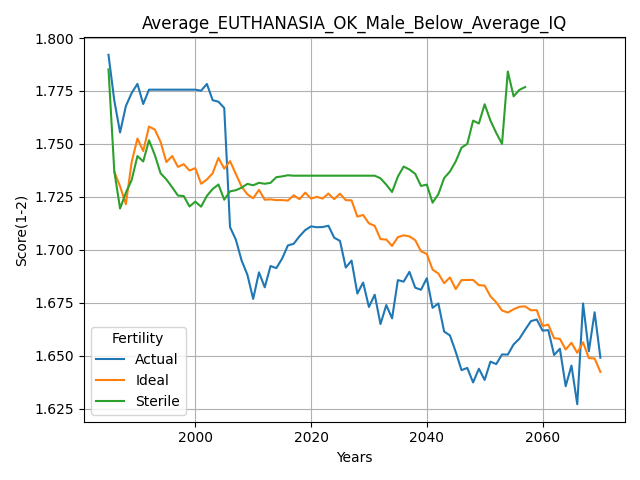 Average_EUTHANASIA_OK_Male_Below_Average_IQ
1.800
1.775
1.750
1.725
1.700
1.675
1.650
1.625
Score(1-2)
Fertility
Actual
Ideal
Sterile
2000 2020 2040 2060
Years